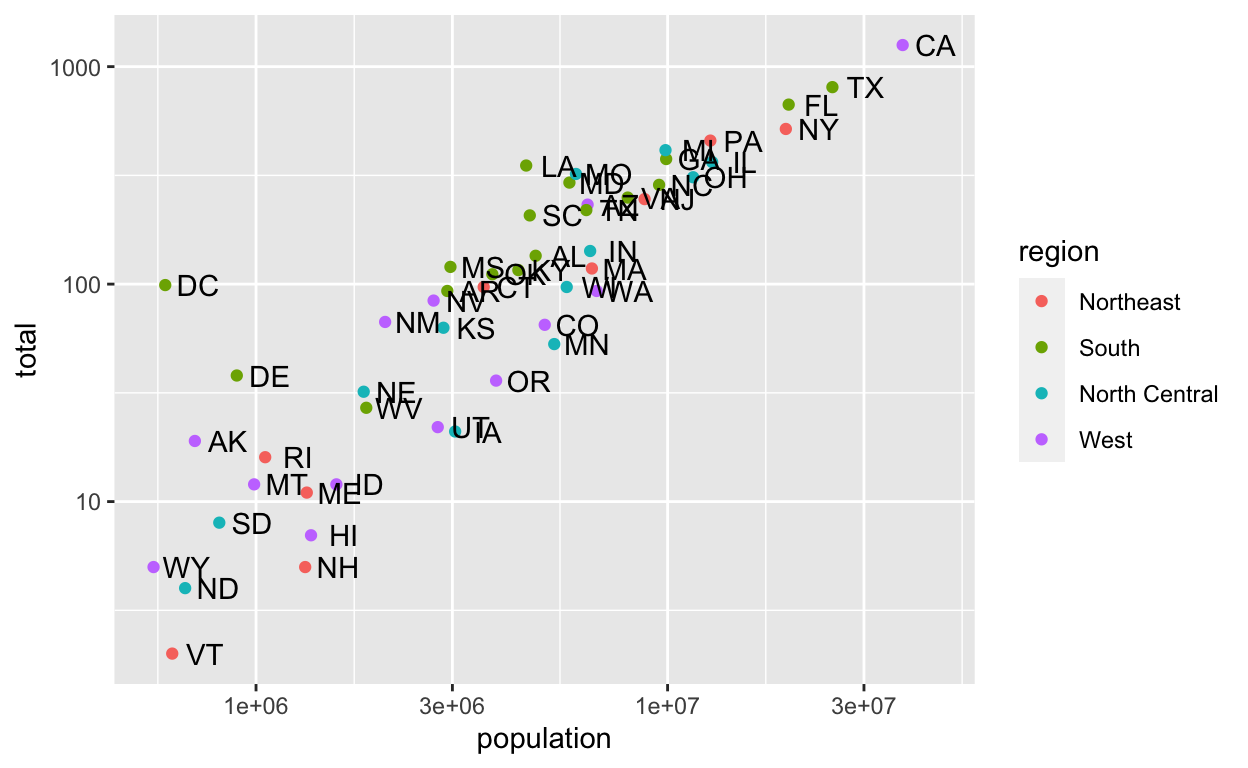 CA
1000
TX
FL
NY
PA
MI
GA
IL
LA
MO
OH
MD
NC
VA
NJ
AZ
TN
SC
IN
AL
region
MS
MA
KY
OK
DC
100
CT
AR
WI
WA
NV
Northeast
NM
CO
KS
total
MN
South
DE
OR
NE
North Central
WV
UT
IA
AK
West
RI
MT
ID
ME
10
SD
HI
WY
NH
ND
VT
1e+06
3e+06
1e+07
3e+07
population